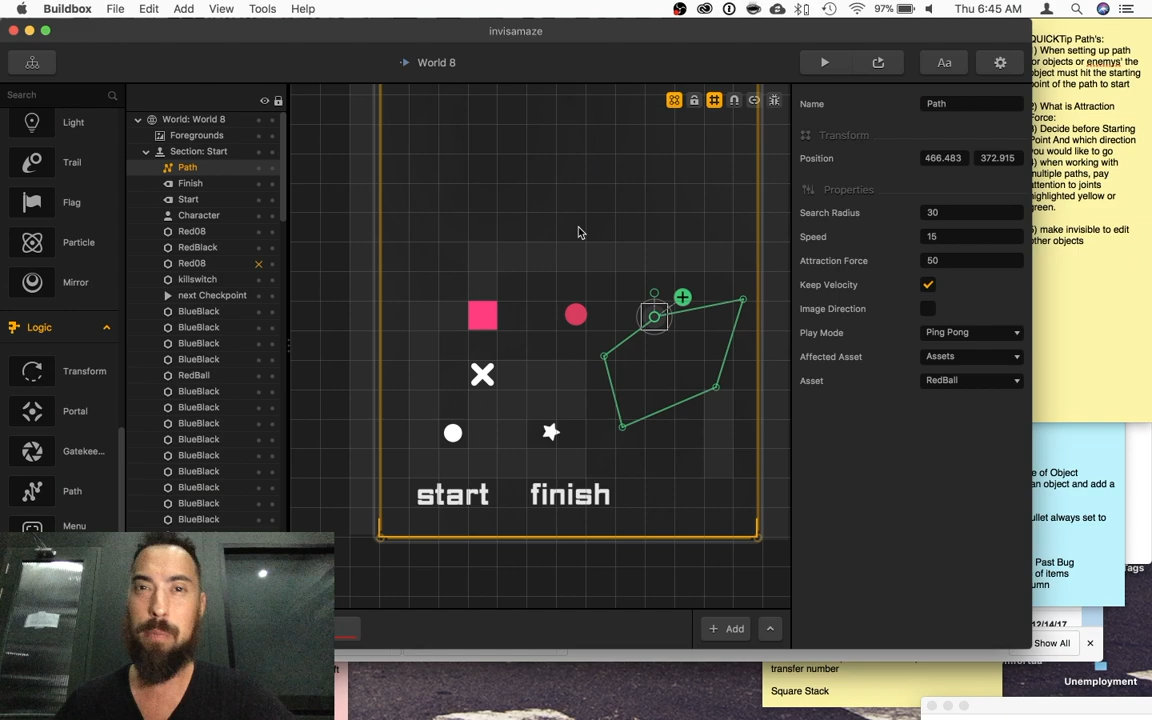 Buildbox File Edit Add View Tools Help 97% Thu 6:45 AM
invisamaze
World 8
Aa
Search
Light
Trail
Flag
Particle
Mirror
Logic
Transform
Portal
Gatekee...
Path
Menu
World: World 8
Foregrounds
Section: Start
Path
Finish
Start
Character
Red08
RedBlack
Red08
killswitch
next Checkpoint
BlueBlack
BlueBlack
BlueBlack
BlueBlack
RedBall
BlueBlack
BlueBlack
BlueBlack
BlueBlack
BlueBlack
BlueBlack
BlueBlack
BlueBlack
BlueBlack
start finish
Add
Name Path
Transform
Position 466.483 372.915
Properties
Search Radius 30
Speed 15
Attraction Force 50
Keep Velocity
Image Direction
Play Mode Ping Pong
Affected Asset Assets
Asset RedBall
QUICKTip Path's:
) When setting up path
or objects or enemys' the
object must hit the starting
point of the path to start
2) What is Attraction
Force:
) Decide before Starting
Point And which direction
you would like to go
) when working with
multiple paths, pay
attention to joints
highlighted yellow or
green.
) make invisible to edit
other objects
e of Object
an object and add a
ullet always set to
Past Bug
of items
umn
Tags
12/14/17
Show All
Unemployment
transfer number
Square Stack